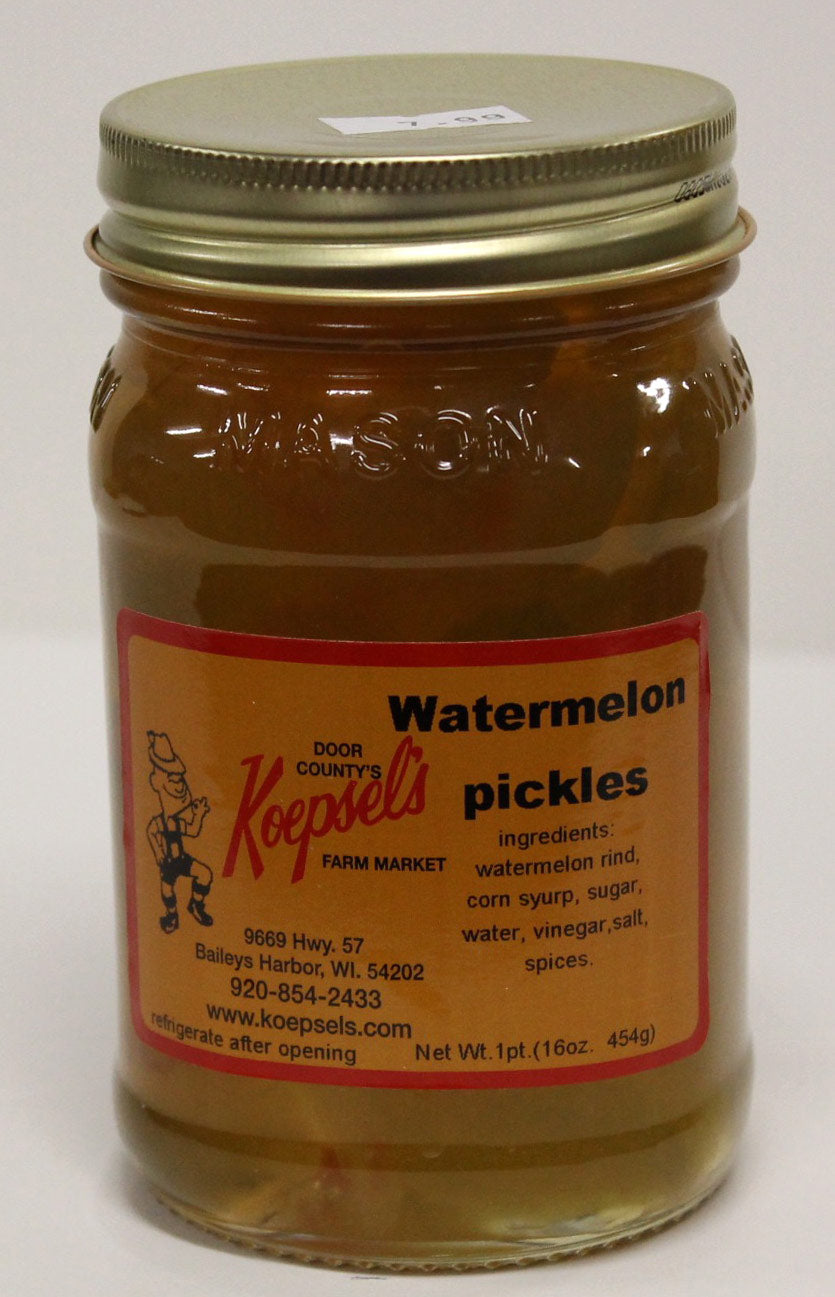 7.99
MASON
Watermelon
pickles
DOOR
COUNTY'S
Koepsel's
FARM MARKET
ingredients:
watermelon rind,
corn syurp, sugar,
water, vinegar,salt,
spices.
9669 Hwy. 57
Baileys Harbor, WI. 54202
920-854-2433
www.koepsels.com
refrigerate after opening
Net Wt.1pt.(16oz. 454g)